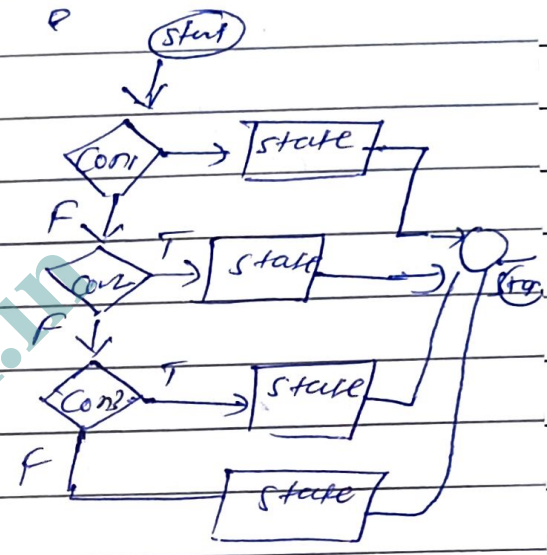 start
Con1 state
F
T
Con2 state
F
T
Con3 state
F
state